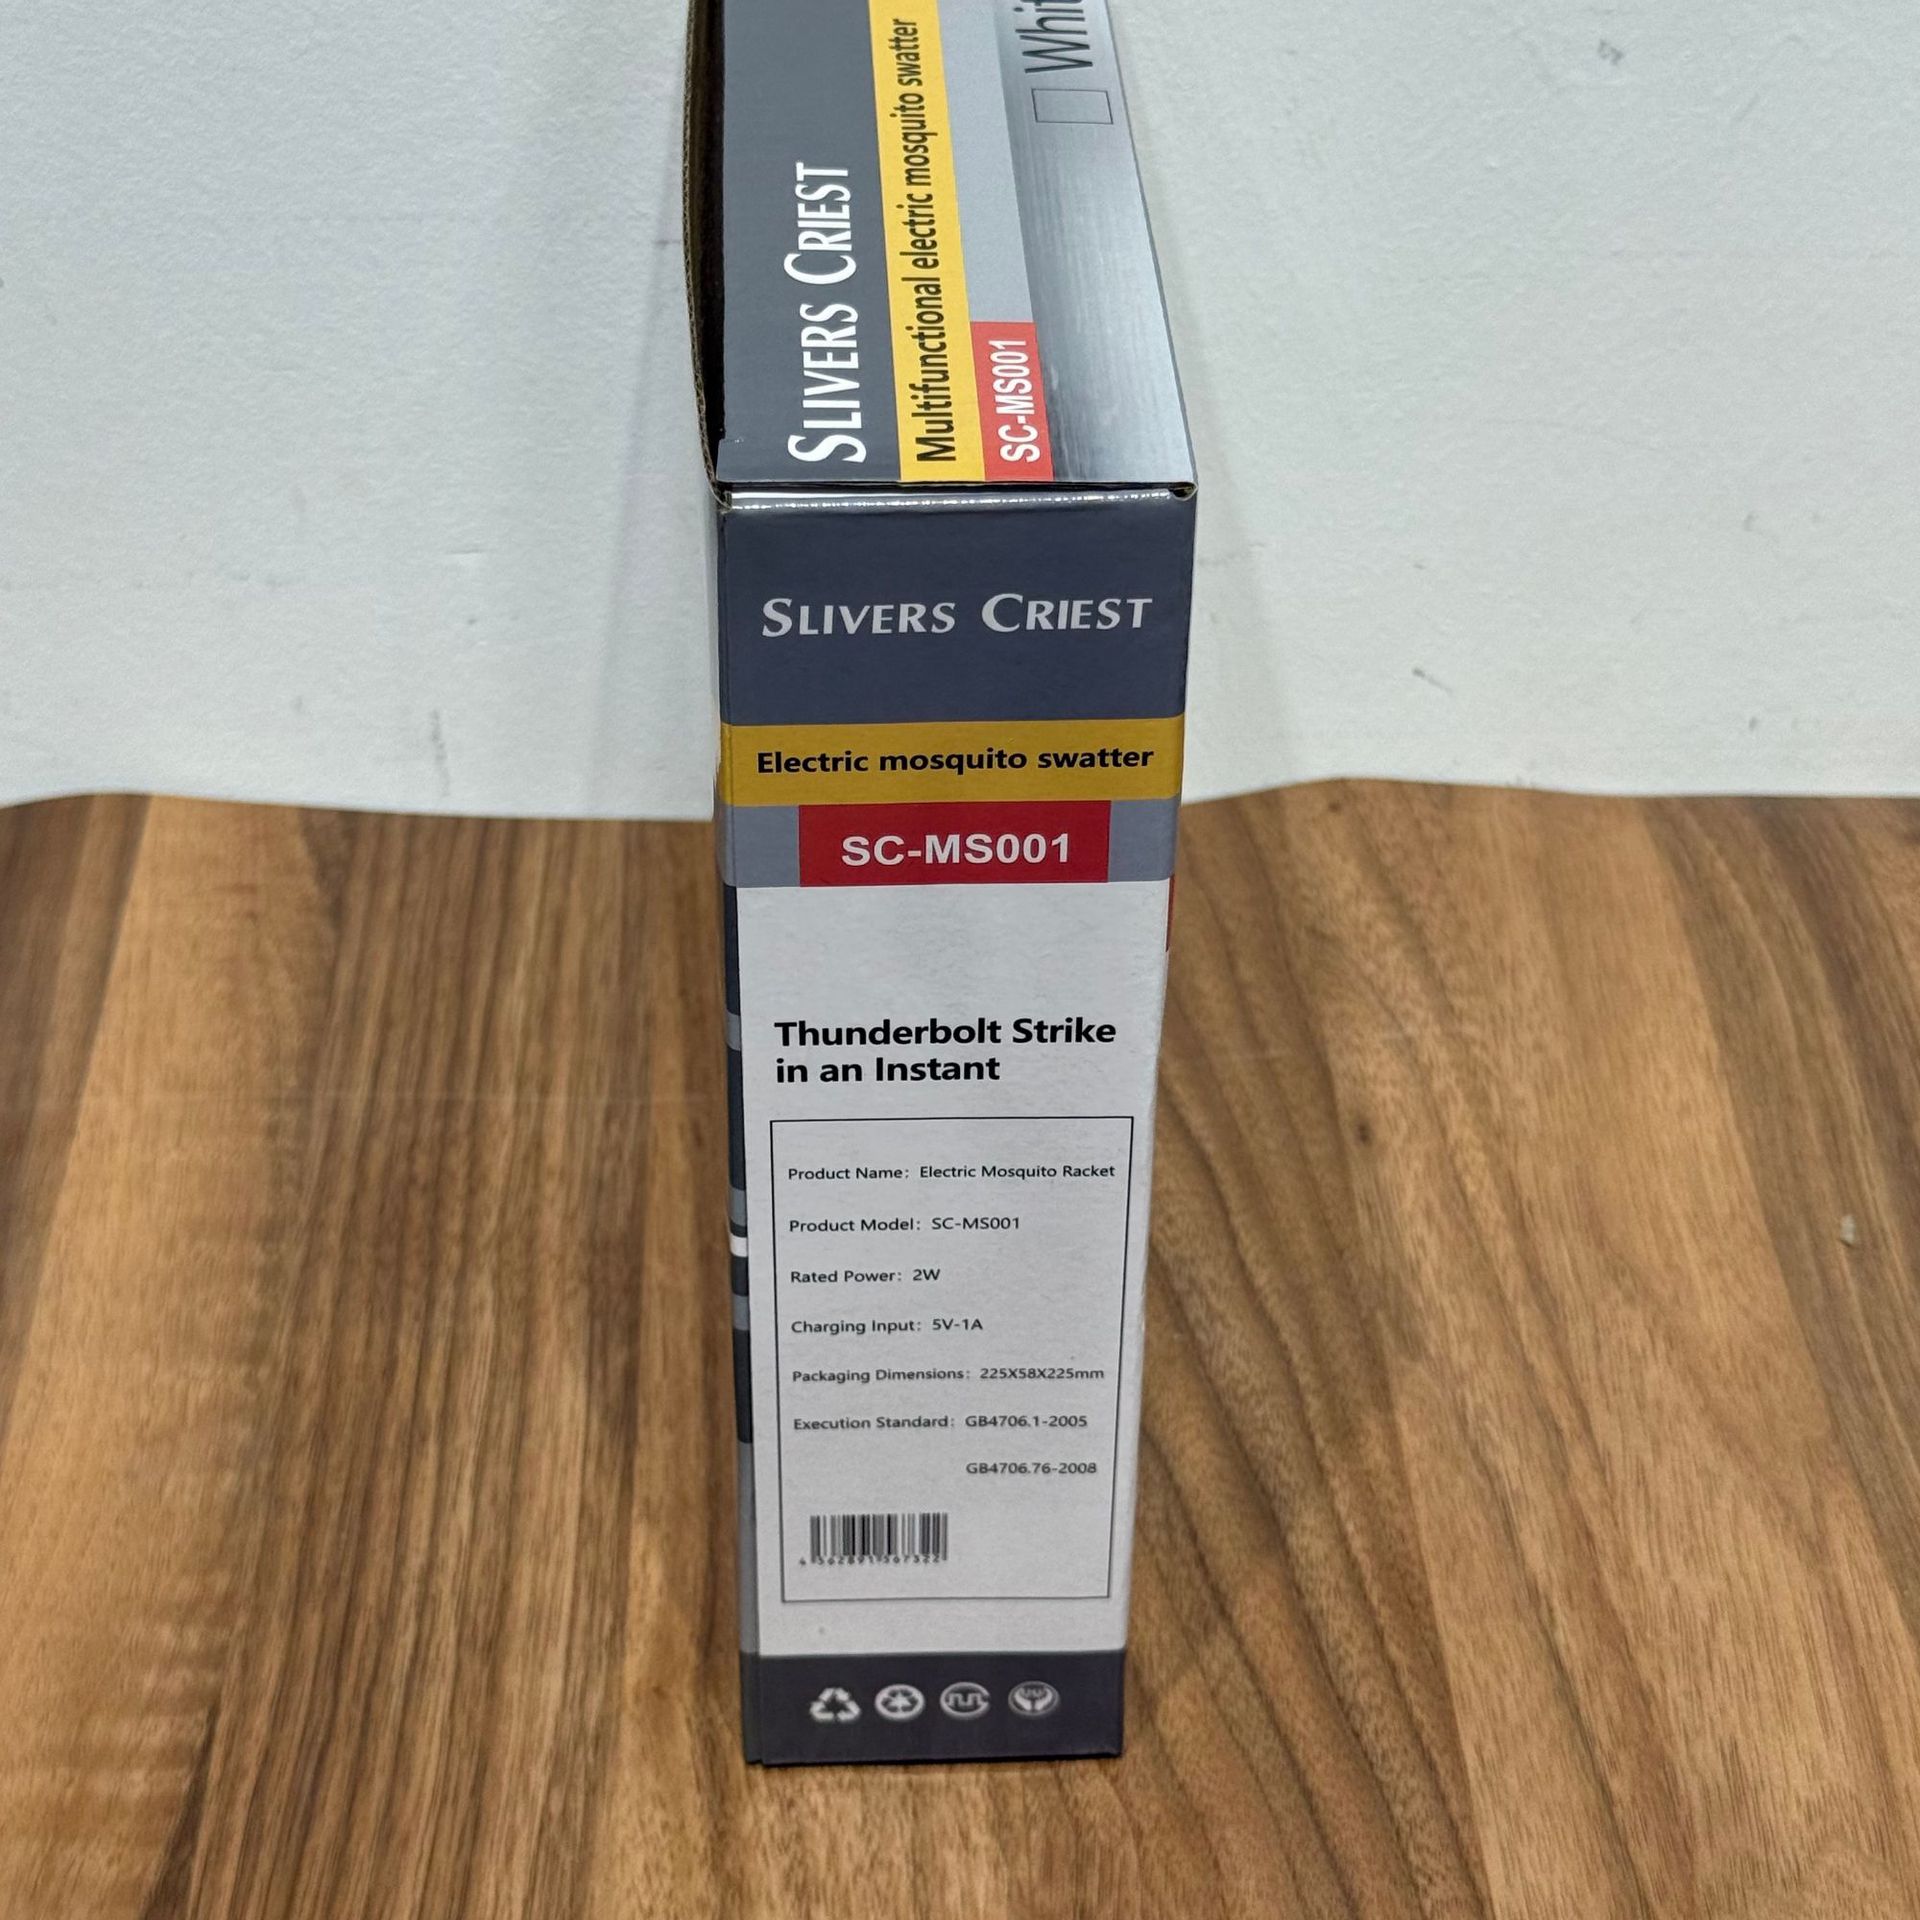 SLIVERS CRIEST
Multifunctional electric mosquito swatter
SC-MS001
SLIVERS CRIEST
Electric mosquito swatter
SC-MS001
Thunderbolt Strike
in an Instant
Product Name: Electric Mosquito Racket
Product Model: SC-MS001
Rated Power: 2W
Charging Input: 5V-1A
Packaging Dimensions: 225X58X225mm
Execution Standard: GB4706.1-2005
GB4706.76-2008